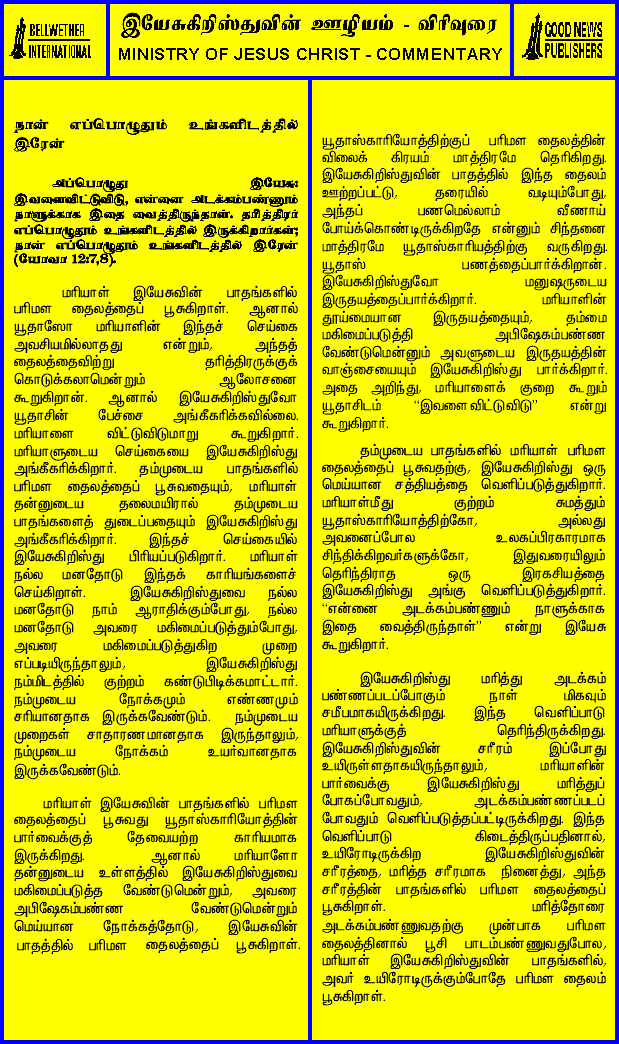 BELLWETHER
INTERNATIONAL
இயேசுகிறிஸ்துவின் ஊழியம் - விரிவுரை
MINISTRY OF JESUS CHRIST - COMMENTARY
GOOD NEWS
PUBLISHERS
நான் எப்பொழுதும் உங்களிடத்தில்
இரேன்
அப்பொழுது இயேசு:
இவளைவிட்டுவிடு, என்னை அடக்கம்பண்ணும்
நாளுக்காக இதை வைத்திருந்தாள். தரித்திரர்
எப்பொழுதும் உங்களிடத்தில் இருக்கிறார்கள்;
நான் எப்பொழுதும் உங்களிடத்தில் இரேன்
(யோவா 12:7,8).
மரியாள் இயேசுவின் பாதங்களில்
பரிமள தைலத்தைப் பூசுகிறாள். ஆனால்
யூதாஸோ மரியாளின் இந்தச் செய்கை
அவசியமில்லாதது என்றும், அந்தத்
தைலத்தைவிற்று தரித்திரருக்குக்
கொடுக்கலாமென்றும் ஆலோசனை
கூறுகிறான். ஆனால் இயேசுகிறிஸ்துவோ
யூதாசின் பேச்சை அங்கீகரிக்கவில்லை.
மரியாளை விட்டுவிடுமாறு கூறுகிறார்.
மரியாளுடைய செய்கையை இயேசுகிறிஸ்து
அங்கீகரிக்கிறார். தம்முடைய பாதங்களில்
பரிமள தைலத்தைப் பூசுவதையும், மரியாள்
தன்னுடைய தலைமயிரால் தம்முடைய
பாதங்களைத் துடைப்பதையும் இயேசுகிறிஸ்து
அங்கீகரிக்கிறார். இந்தச் செய்கையில்
இயேசுகிறிஸ்து பிரியப்படுகிறார். மரியாள்
நல்ல மனதோடு இந்தக் காரியங்களைச்
செய்கிறாள். இயேசுகிறிஸ்துவை நல்ல
மனதோடு நாம் ஆராதிக்கும்போது, நல்ல
மனதோடு அவரை மகிமைப்படுத்தும்போது,
அவரை மகிமைப்படுத்துகிற முறை
எப்படியிருந்தாலும், இயேசுகிறிஸ்து
நம்மிடத்தில் குற்றம் கண்டுபிடிக்கமாட்டார்.
நம்முடைய நோக்கமும் எண்ணமும்
சரியானதாக இருக்கவேண்டும். நம்முடைய
முறைகள் சாதாரணமானதாக இருந்தாலும்,
நம்முடைய நோக்கம் உயர்வானதாக
இருக்கவேண்டும்.
மரியாள் இயேசுவின் பாதங்களில் பரிமள
தைலத்தைப் பூசுவது யூதாஸ்காரியோத்தின்
பார்வைக்குத் தேவையற்ற காரியமாக
இருக்கிறது. ஆனால் மரியாளோ
தன்னுடைய உள்ளத்தில் இயேசுகிறிஸ்துவை
மகிமைப்படுத்த வேண்டுமென்றும், அவரை
அபிஷேகம்பண்ண வேண்டுமென்றும்
மெய்யான நோக்கத்தோடு, இயேசுவின்
பாதத்தில் பரிமள தைலத்தைப் பூசுகிறாள்.
யூதாஸ்காரியோத்திற்குப் பரிமள தைலத்தின்
விலைக் கிரயம் மாத்திரமே தெரிகிறது.
இயேசுகிறிஸ்துவின் பாதத்தில் இந்த தைலம்
ஊற்றப்பட்டு, தரையில் வடியும்போது,
அந்தப் பணமெல்லாம் வீணாய்
போய்க்கொண்டிருக்கிறதே என்னும் சிந்தனை
மாத்திரமே யூதாஸ்காரியத்திற்கு வருகிறது.
யூதாஸ் பணத்தைப்பார்க்கிறான்.
இயேசுகிறிஸ்துவோ மனுஷருடைய
இருதயத்தைப்பார்க்கிறார். மரியாளின்
தூய்மையான இருதயத்தையும், தம்மை
மகிமைப்படுத்தி அபிஷேகம்பண்ண
வேண்டுமென்னும் அவளுடைய இருதயத்தின்
வாஞ்சையையும் இயேசுகிறிஸ்து பார்க்கிறார்.
அதை அறிந்து, மரியாளைக் குறை கூறும்
யூதாசிடம் “இவளைவிட்டுவிடு” என்று
கூறுகிறார்.
தம்முடைய பாதங்களில் மரியாள் பரிமள
தைலத்தைப் பூசுவதற்கு, இயேசுகிறிஸ்து ஒரு
மெய்யான சத்தியத்தை வெளிப்படுத்துகிறார்.
மரியாள்மீது குற்றம் சுமத்தும்
யூதாஸ்காரியோத்திற்கோ, அல்லது
அவனைப்போல உலகப்பிரகாரமாக
சிந்திக்கிறவர்களுக்கோ, இதுவரையிலும்
தெரிந்திராத ஒரு இரகசியத்தை
இயேசுகிறிஸ்து அங்கு வெளிப்படுத்துகிறார்.
“என்னை அடக்கம்பண்ணும் நாளுக்காக
இதை வைத்திருந்தாள்” என்று இயேசு
கூறுகிறார்.
இயேசுகிறிஸ்து மரித்து அடக்கம்
பண்ணப்படப்போகும் நாள் மிகவும்
சமீபமாகயிருக்கிறது. இந்த வெளிப்பாடு
மரியாளுக்குத் தெரிந்திருக்கிறது.
இயேசுகிறிஸ்துவின் சரீரம் இப்போது
உயிருள்ளதாகயிருந்தாலும், மரியாளின்
பார்வைக்கு இயேசுகிறிஸ்து மரித்துப்
போகப்போவதும், அடக்கம்பண்ணப்படப்
போவதும் வெளிப்படுத்தப்பட்டிருக்கிறது. இந்த
வெளிப்பாடு கிடைத்திருப்பதினால்,
உயிரோடிருக்கிற இயேசுகிறிஸ்துவின்
சரீரத்தை, மரித்த சரீரமாக நினைத்து, அந்த
சரீரத்தின் பாதங்களில் பரிமள தைலத்தைப்
பூசுகிறாள். மரித்தோரை
அடக்கம்பண்ணுவதற்கு முன்பாக பரிமள
தைலத்தினால் பூசி பாடம்பண்ணுவதுபோல,
மரியாள் இயேசுகிறிஸ்துவின் பாதங்களில்,
அவர் உயிரோடிருக்கும்போதே பரிமள தைலம்
பூசுகிறாள்.